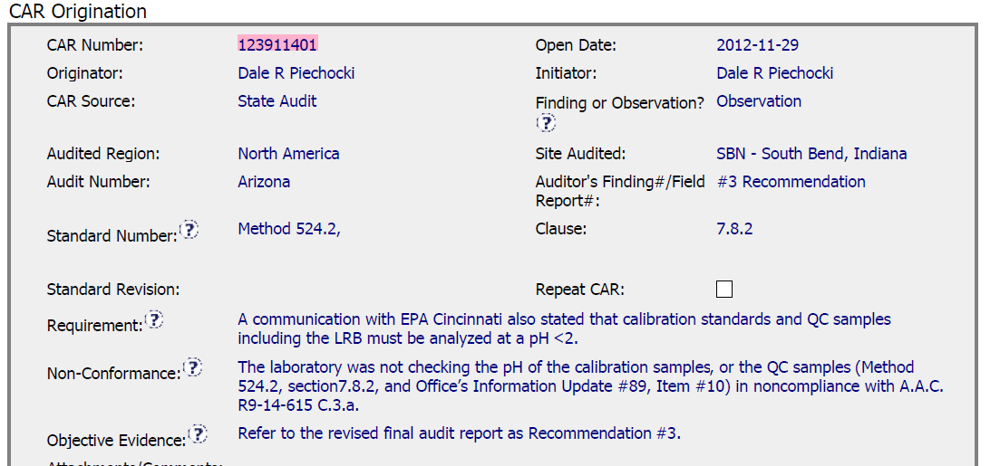 CAR Origination
CAR Number: 123911401 Open Date: 2012-11-29
Originator: Dale R Piechocki Initiator: Dale R Piechocki
CAR Source: State Audit Finding or Observation? Observation
?
Audited Region: North America Site Audited: SBN - South Bend, Indiana
Audit Number: Arizona Auditor's Finding#/Field #3 Recommendation
Report#:
Standard Number: ? Method 524.2, Clause: 7.8.2
Standard Revision: Repeat CAR:
Requirement: ? A communication with EPA Cincinnati also stated that calibration standards and QC samples
including the LRB must be analyzed at a pH <2.
Non-Conformance: ? The laboratory was not checking the pH of the calibration samples, or the QC samples (Method
524.2, section7.8.2, and Office's Information Update #89, Item #10) in noncompliance with A.A.C.
R9-14-615 C.3.a.
Objective Evidence: ? Refer to the revised final audit report as Recommendation #3.